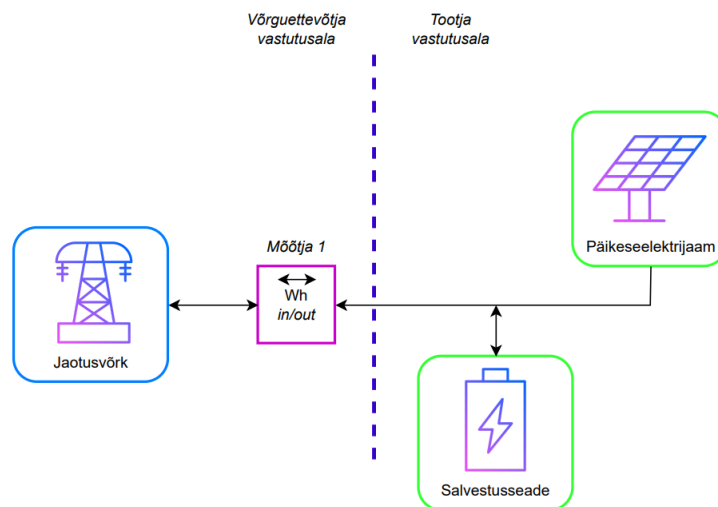 Võrguettevõtja
vastutusala
Tootja
vastutusala
Päikeseelektrijaam
Mõõtja 1
Wh
in/out
Jaotusvõrk
Salvestusseade